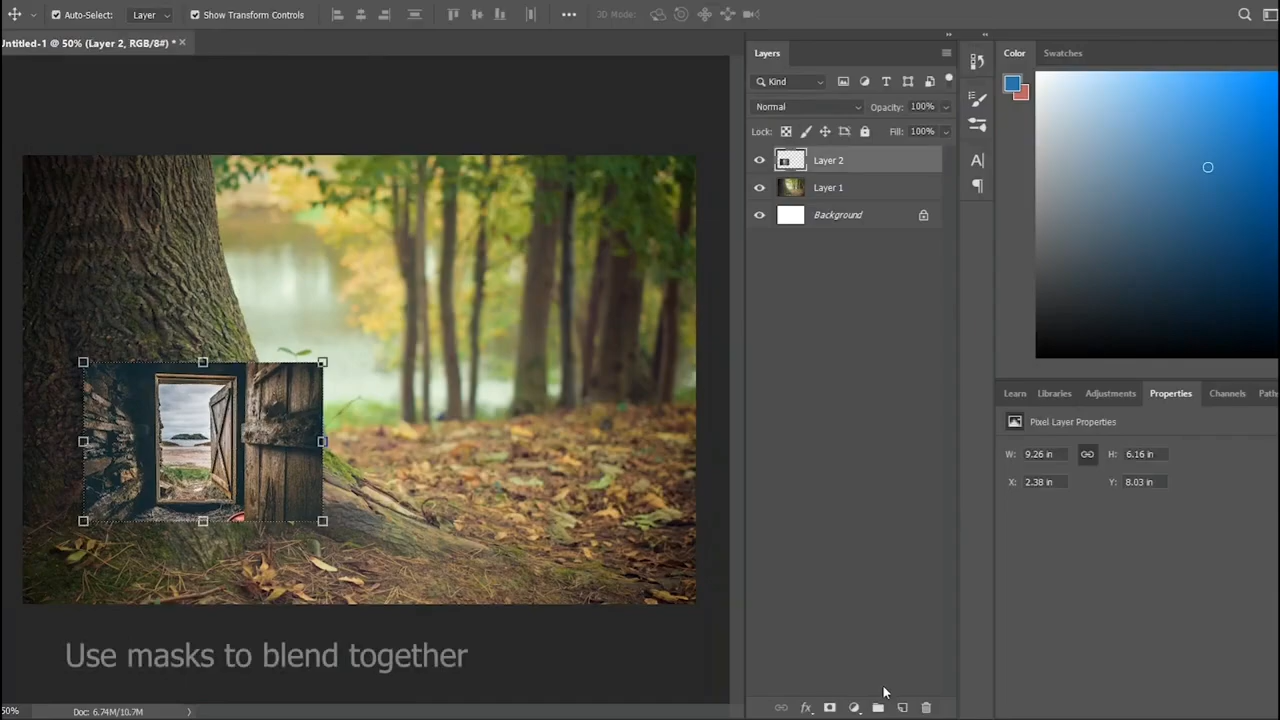 Auto-Select: Layer Show Transform Controls 3D Mode:
Untitled-1 @ 50% (Layer 2, RGB/8#) *
Layers
Kind
Normal Opacity: 100%
Lock: Fill: 100%
Layer 2
Layer 1
Background
Color Swatches
Learn Libraries Adjustments Properties Channels Path
Pixel Layer Properties
W: 9.26 in H: 6.16 in
X: 2.38 in Y: 8.03 in
Use masks to blend together
50% Doc: 6.74M/10.7M
fx